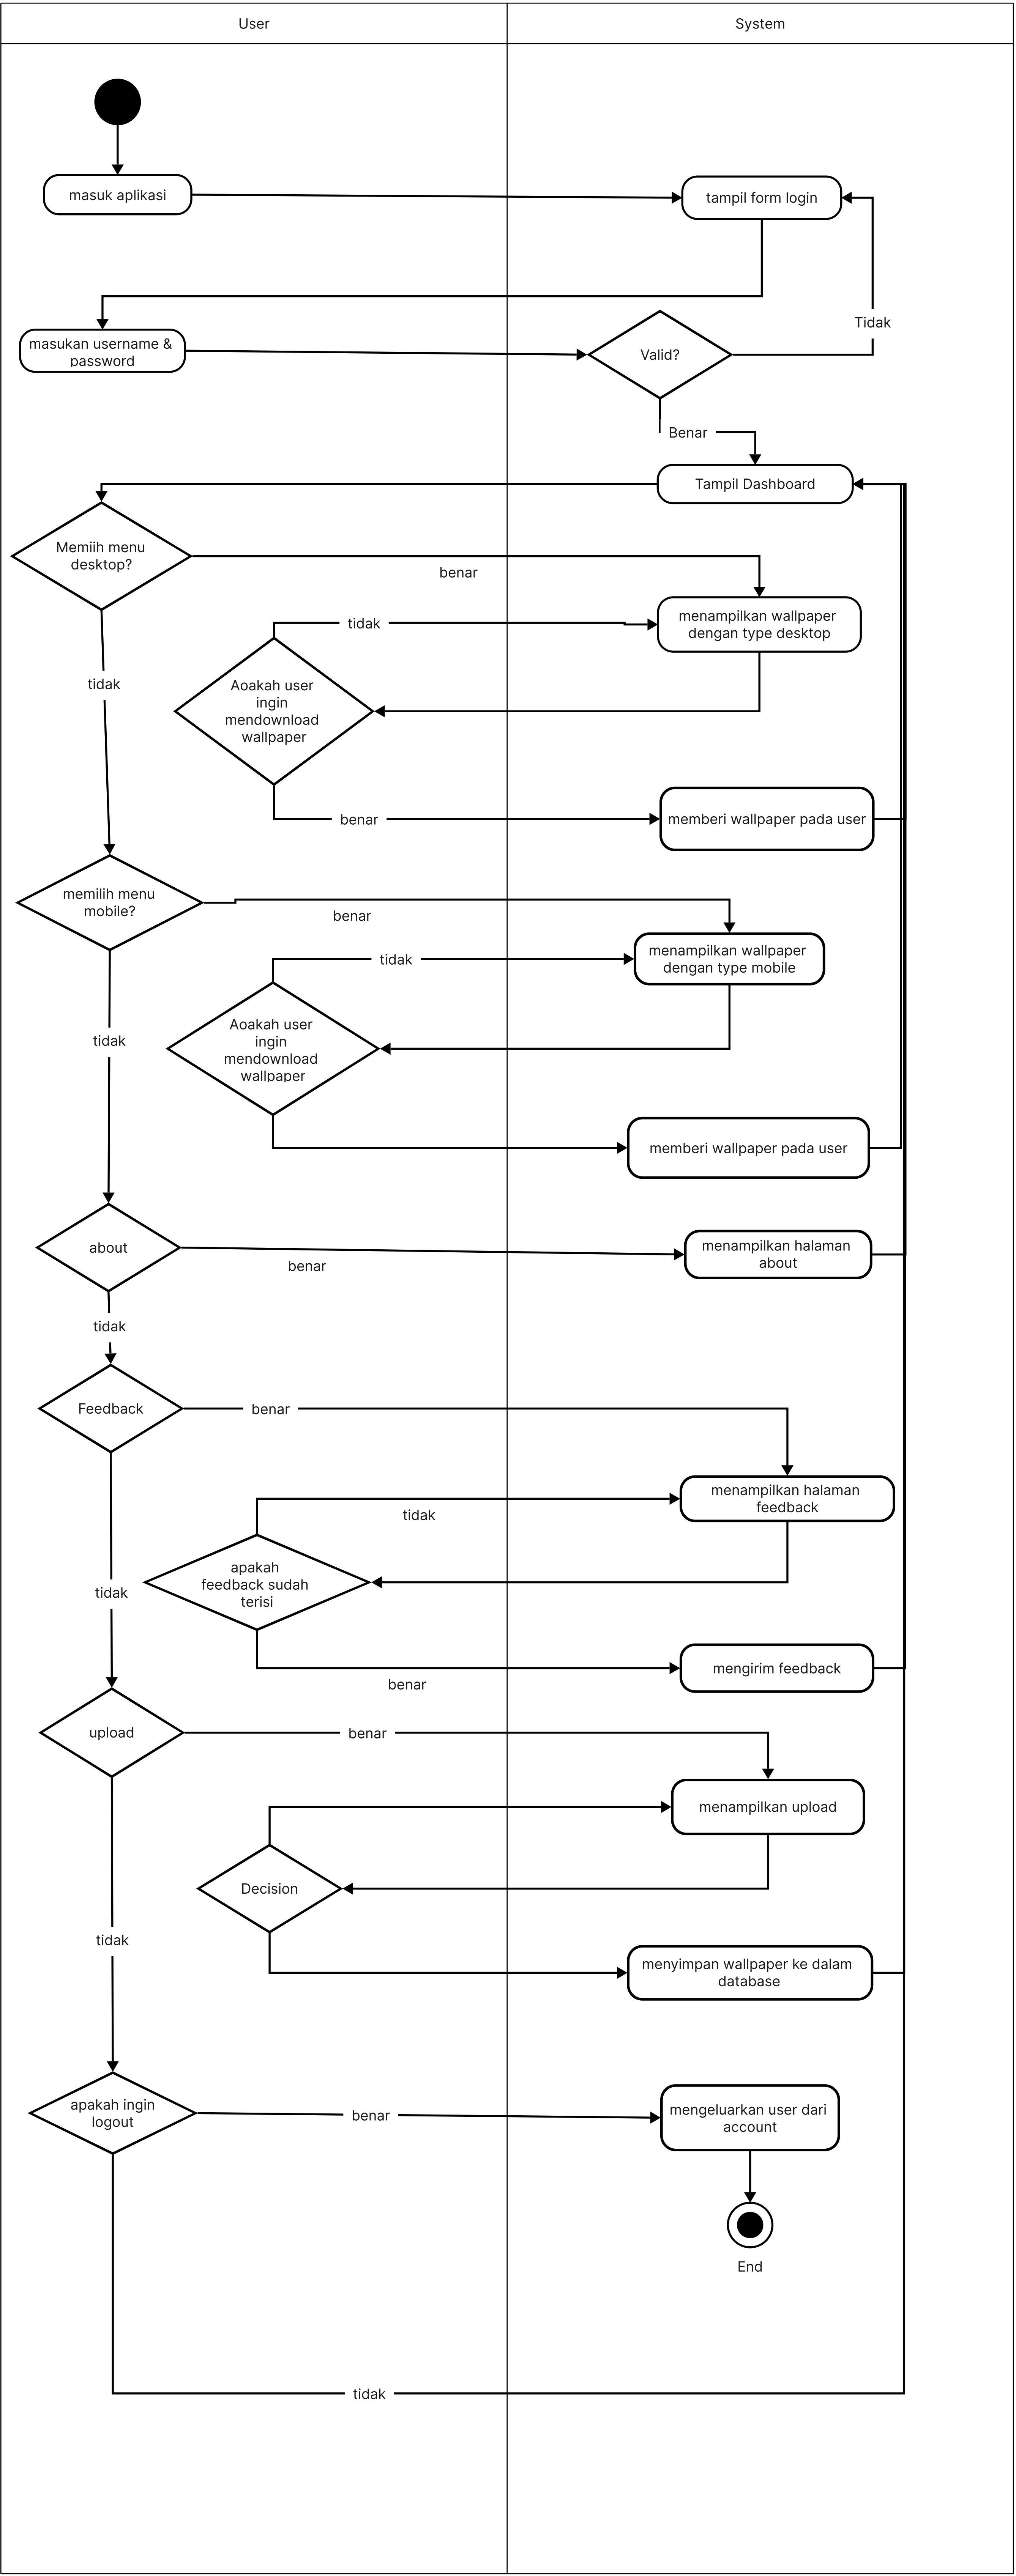 User
System
masuk aplikasi
tampil form login
Tidak
masukan username &
password
Valid?
Benar
Tampil Dashboard
Memiih menu
desktop?
benar
menampilkan wallpaper
dengan type desktop
tidak
tidak
Aoakah user
ingin
mendownload
wallpaper
benar
memberi wallpaper pada user
memilih menu
mobile?
benar
menampilkan wallpaper
dengan type mobile
tidak
Aoakah user
ingin
mendownload
wallpaper
tidak
memberi wallpaper pada user
about
benar
menampilkan halaman
about
tidak
Feedback
benar
menampilkan halaman
feedback
tidak
apakah
feedback sudah
terisi
tidak
mengirim feedback
benar
upload
benar
menampilkan upload
Decision
tidak
menyimpan wallpaper ke dalam
database
apakah ingin
logout
benar
mengeluarkan user dari
account
End
tidak